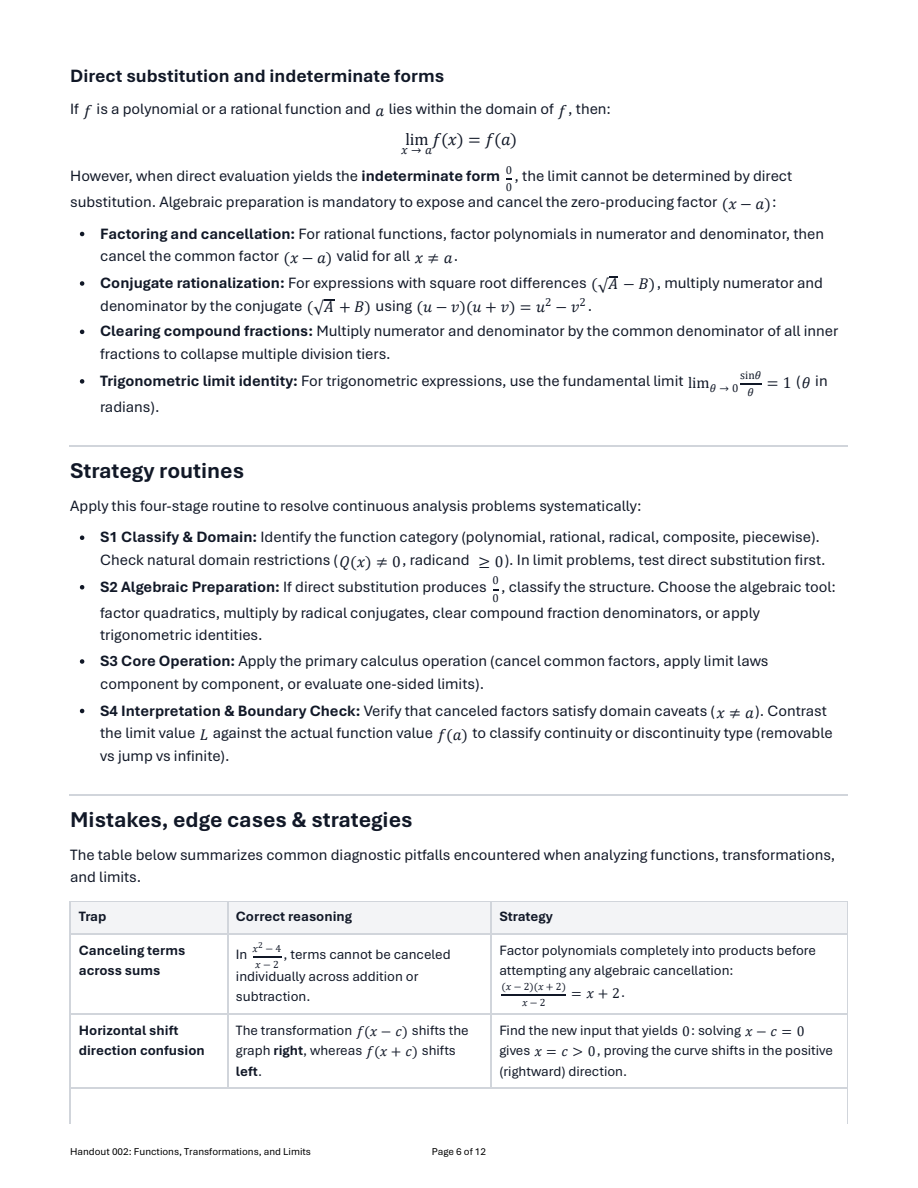 Direct substitution and indeterminate forms
If f is a polynomial or a rational function and a lies within the domain of f, then:
lim x → a f(x) = f(a)
However, when direct evaluation yields the indeterminate form 0/0, the limit cannot be determined by direct
substitution. Algebraic preparation is mandatory to expose and cancel the zero-producing factor (x − a):
• Factoring and cancellation: For rational functions, factor polynomials in numerator and denominator, then
cancel the common factor (x − a) valid for all x ≠ a.
• Conjugate rationalization: For expressions with square root differences (√A − B), multiply numerator and
denominator by the conjugate (√A + B) using (u − v)(u + v) = u² − v².
• Clearing compound fractions: Multiply numerator and denominator by the common denominator of all inner
fractions to collapse multiple division tiers.
• Trigonometric limit identity: For trigonometric expressions, use the fundamental limit lim θ → 0 sinθ/θ = 1 (θ in
radians).
Strategy routines
Apply this four-stage routine to resolve continuous analysis problems systematically:
• S1 Classify & Domain: Identify the function category (polynomial, rational, radical, composite, piecewise).
Check natural domain restrictions (Q(x) ≠ 0, radicand ≥ 0). In limit problems, test direct substitution first.
• S2 Algebraic Preparation: If direct substitution produces 0/0, classify the structure. Choose the algebraic tool:
factor quadratics, multiply by radical conjugates, clear compound fraction denominators, or apply
trigonometric identities.
• S3 Core Operation: Apply the primary calculus operation (cancel common factors, apply limit laws
component by component, or evaluate one-sided limits).
• S4 Interpretation & Boundary Check: Verify that canceled factors satisfy domain caveats (x ≠ a). Contrast
the limit value L against the actual function value f(a) to classify continuity or discontinuity type (removable
vs jump vs infinite).
Mistakes, edge cases & strategies
The table below summarizes common diagnostic pitfalls encountered when analyzing functions, transformations,
and limits.
Trap
Correct reasoning
Strategy
Canceling terms
across sums
In x² − 4/x − 2, terms cannot be canceled
individually across addition or
subtraction.
Factor polynomials completely into products before
attempting any algebraic cancellation:
(x − 2)(x + 2)/x − 2 = x + 2.
Horizontal shift
direction confusion
The transformation f(x − c) shifts the
graph right, whereas f(x + c) shifts
left.
Find the new input that yields 0: solving x − c = 0
gives x = c > 0, proving the curve shifts in the positive
(rightward) direction.
Handout 002: Functions, Transformations, and Limits
Page 6 of 12